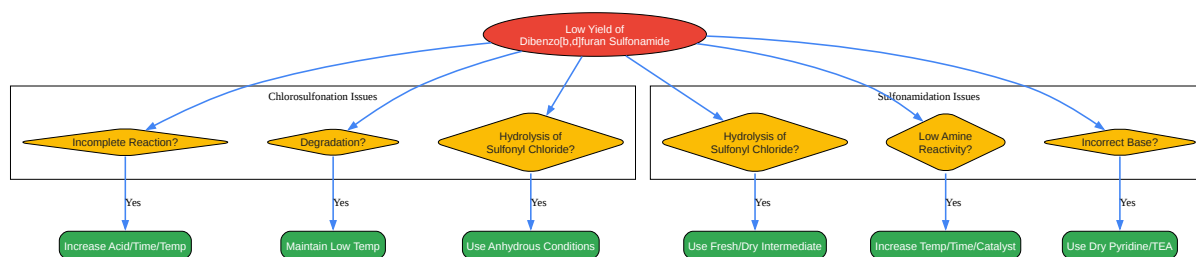 Low Yield of
Dibenzo[b,d]furan Sulfonamide
Chlorosulfonation Issues
Sulfonamidation Issues
Incomplete Reaction?
Degradation?
Hydrolysis of
Sulfonyl Chloride?
Hydrolysis of
Sulfonyl Chloride?
Low Amine
Reactivity?
Incorrect Base?
Yes
Yes
Yes
Yes
Yes
Yes
Increase Acid/Time/Temp
Maintain Low Temp
Use Anhydrous Conditions
Use Fresh/Dry Intermediate
Increase Temp/Time/Catalyst
Use Dry Pyridine/TEA